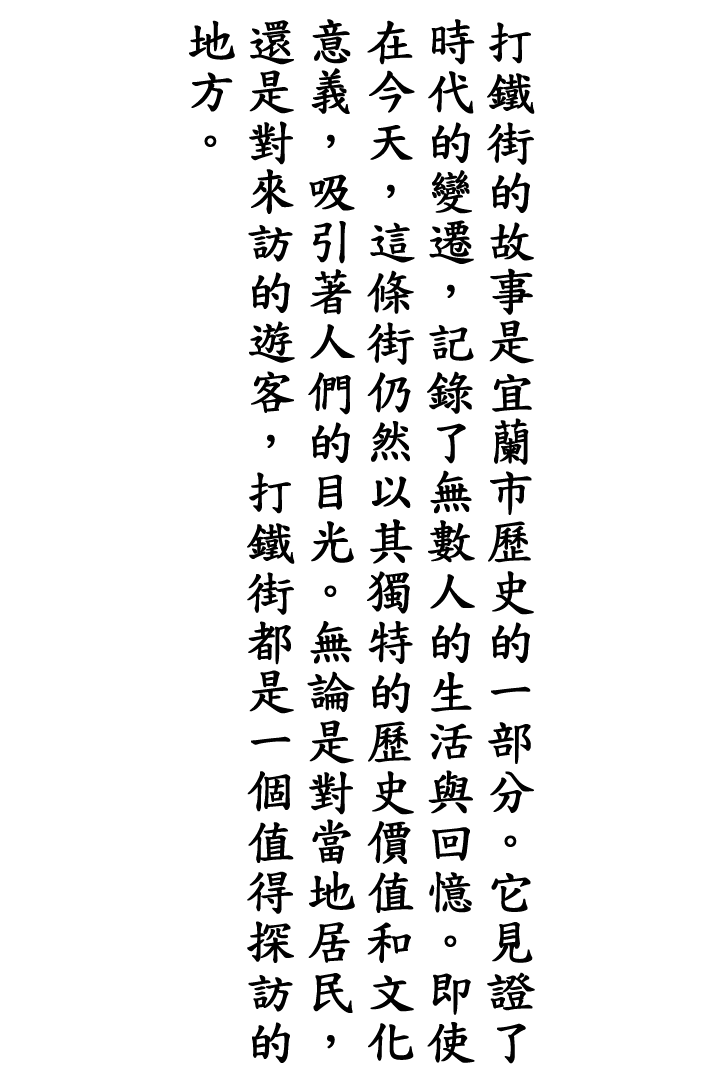 打鐵街的故事是宜蘭市歷史的一部分。它見證了
時代的變遷，記錄了無數人的生活與回憶。即使
在今天，這條街仍然以其獨特的歷史價值和文化
意義，吸引著人們的目光。無論是對當地居民，
還是對來訪的遊客，打鐵街都是一個值得探訪的
地方。